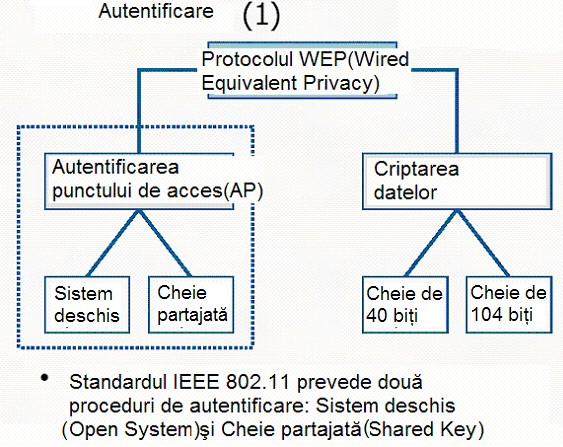 Autentificare (1)
Protocolul WEP(Wired
Equivalent Privacy)
Autentificarea
punctului de acces(AP)
Criptarea
datelor
Sistem
deschis
Cheie
partajată
Cheie de
40 biți
Cheie de
104 biți
• Standardul IEEE 802.11 prevede două
proceduri de autentificare: Sistem deschis
(Open System)şi Cheie partajată(Shared Key)